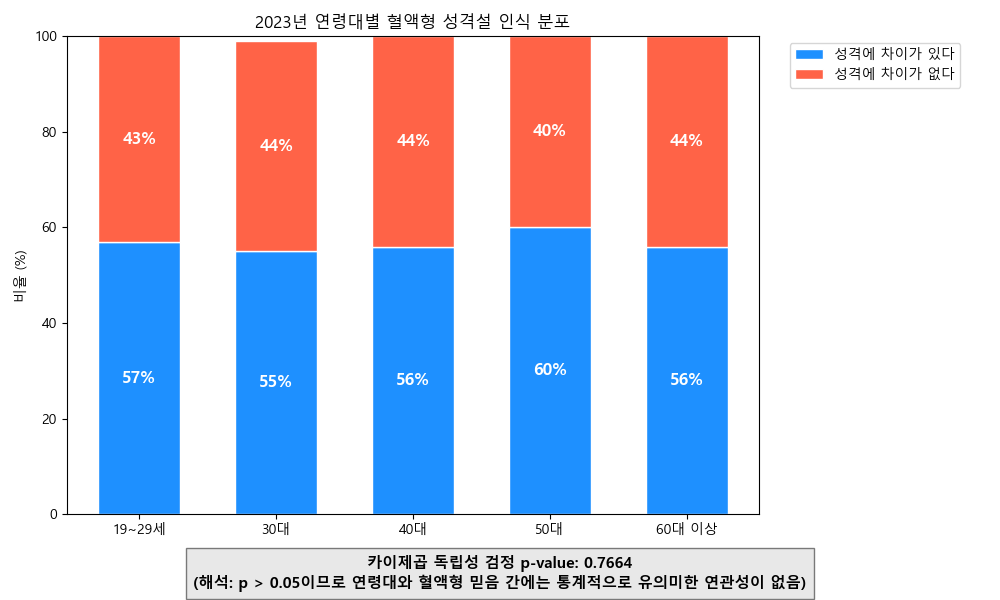 2023년 연령대별 혈액형 성격설 인식 분포
100
80
60
40
20
0
비율 (%)
43%
44%
44%
40%
44%
57%
55%
56%
60%
56%
19~29세
30대
40대
50대
60대 이상
성격에 차이가 있다
성격에 차이가 없다
카이제곱 독립성 검정 p-value: 0.7664
(해석: p > 0.05이므로 연령대와 혈액형 믿음 간에는 통계적으로 유의미한 연관성이 없음)